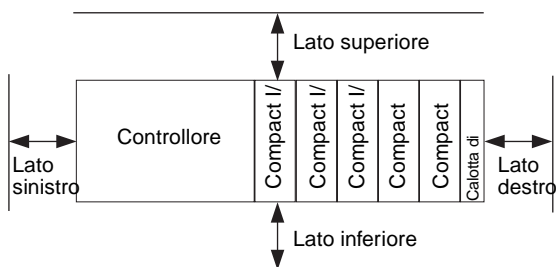 Lato superiore
Controllore
Compact I/
Compact I/
Compact I/
Compact
Compact
Calotta di
Lato
sinistro
Lato
destro
Lato inferiore